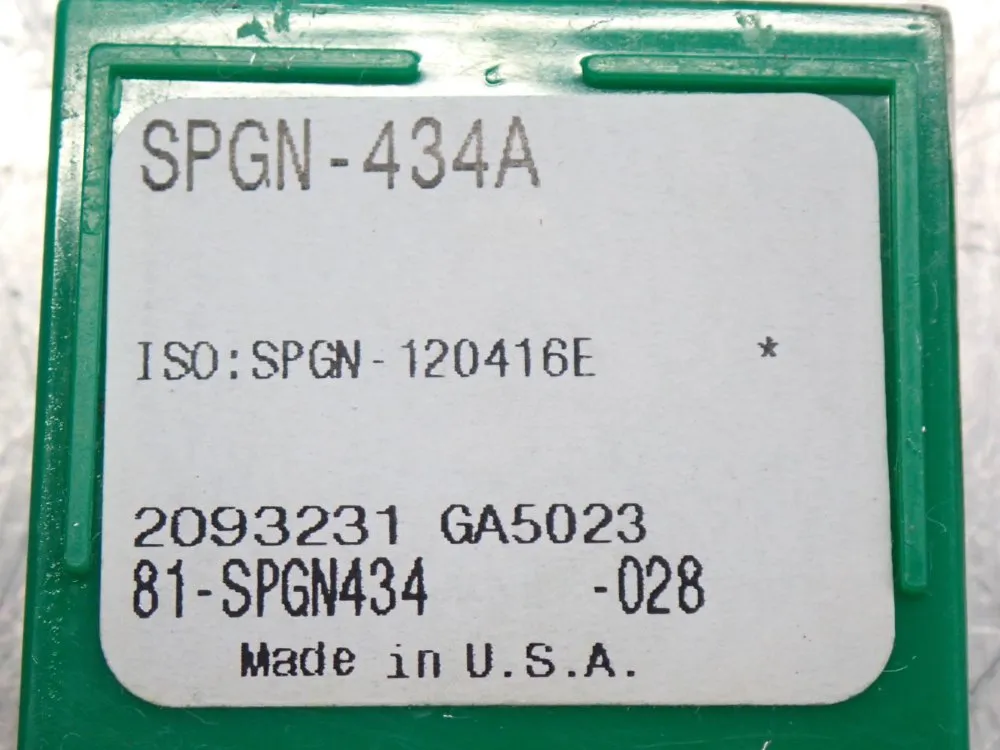 SPGN-434A
ISO:SPGN-120416E *
2093231 GA5023
81-SPGN434 -028
Made in U.S.A.